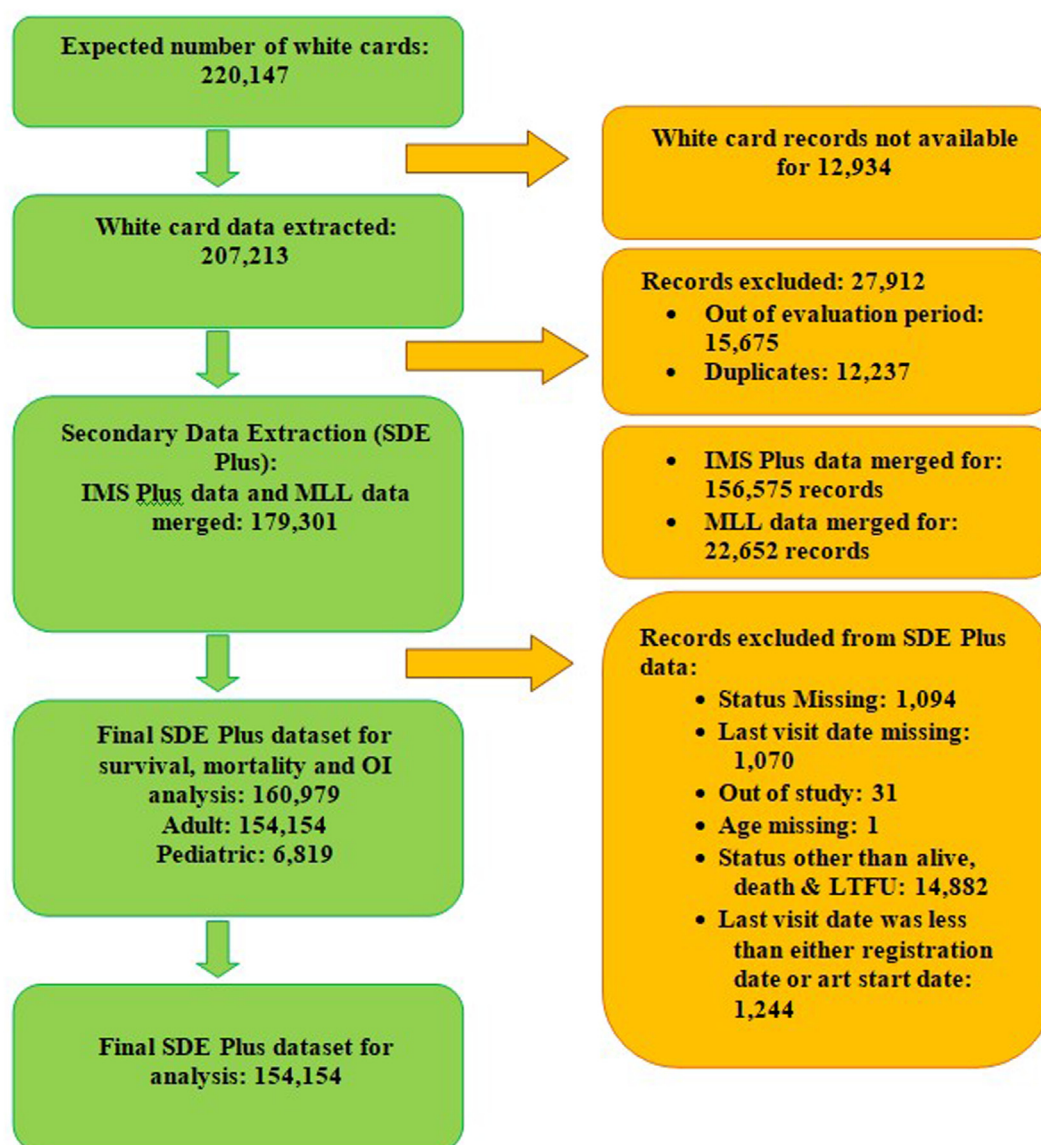 Expected number of white cards:
220,147
White card records not available
for 12,934
White card data extracted:
207,213
Records excluded: 27,912
• Out of evaluation period:
15,675
• Duplicates: 12,237
Secondary Data Extraction (SDE
Plus):
IMS Plus data and MLL data
merged: 179,301
• IMS Plus data merged for:
156,575 records
• MLL data merged for:
22,652 records
Records excluded from SDE Plus
data:
• Status Missing: 1,094
• Last visit date missing:
1,070
• Out of study: 31
• Age missing: 1
• Status other than alive,
death & LTFU: 14,882
• Last visit date was less
than either registration
date or art start date:
1,244
Final SDE Plus dataset for
survival, mortality and OI
analysis: 160,979
Adult: 154,154
Pediatric: 6,819
Final SDE Plus dataset for
analysis: 154,154